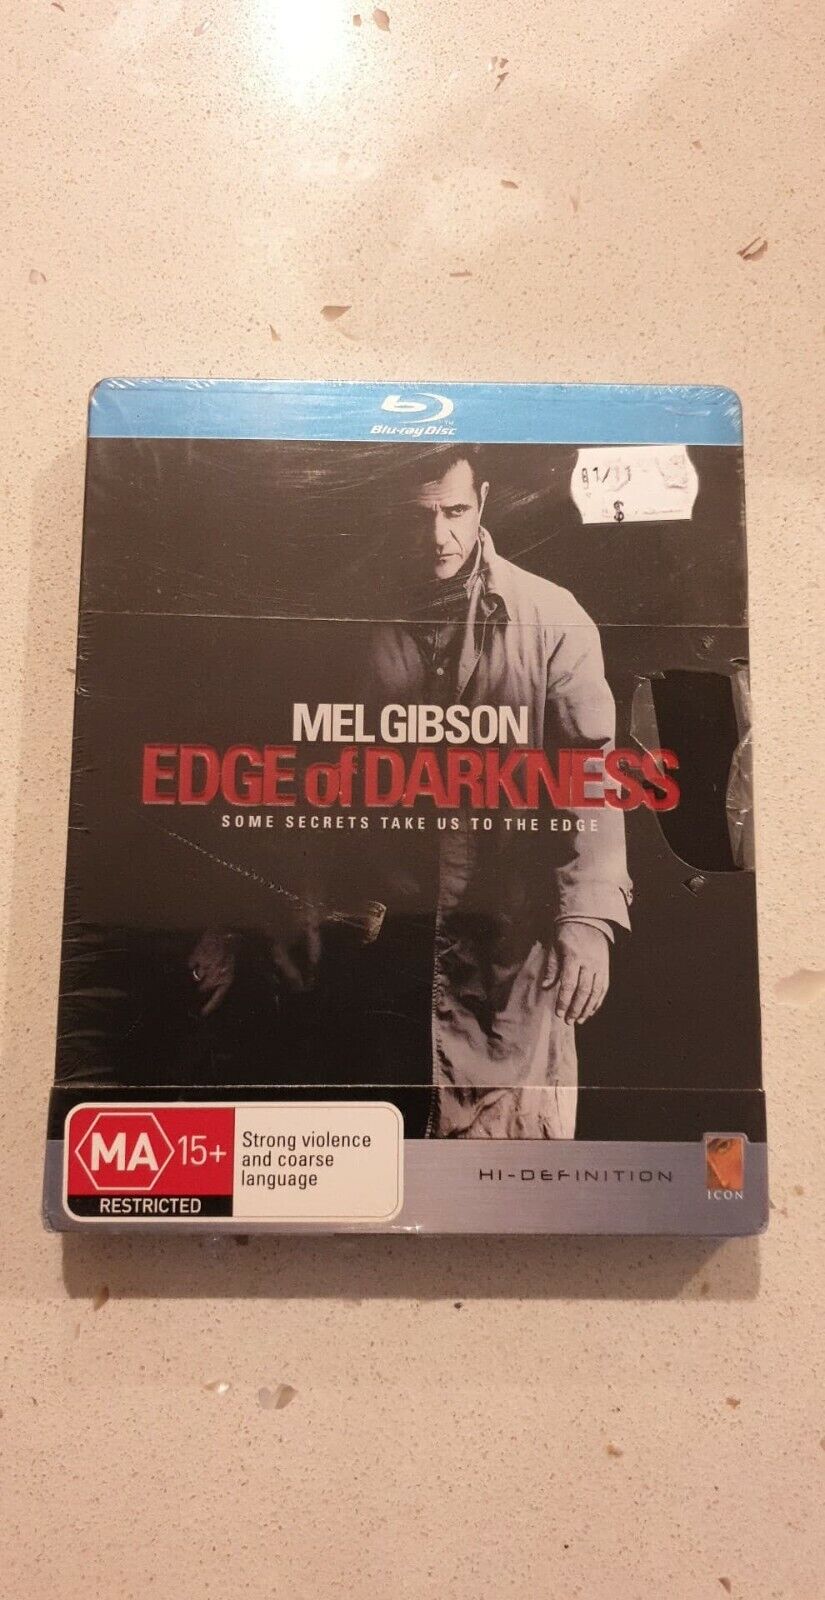 Blu-ray Disc
TM
$
MEL GIBSON
EDGE of DARKNESS
SOME SECRETS TAKE US TO THE EDGE
MA 15+
RESTRICTED
Strong violence
and coarse
language
HI-DEFINITION
ICON